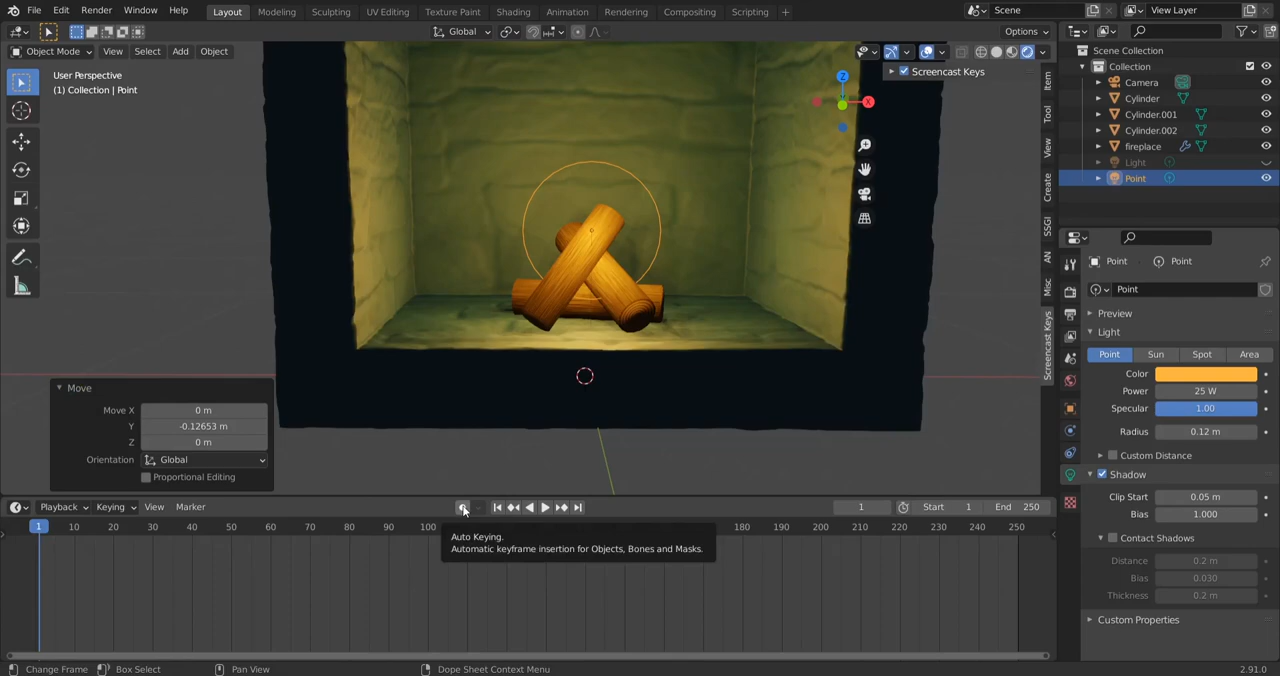 File Edit Render Window Help Layout Modeling Sculpting UV Editing Texture Paint Shading Animation Rendering Compositing Scripting + Scene View Layer
Global Options
Object Mode View Select Add Object
User Perspective
(1) Collection | Point
Screencast Keys
Z
X
Item
Tool
View
Create
SSGI
AN
Misc
Screencast Keys
Scene Collection
Collection
Camera
Cylinder
Cylinder.001
Cylinder.002
fireplace
Light
Point
Point Point
Point
Preview
Light
Point Sun Spot Area
Color
Power 25 W
Specular 1.00
Radius 0.12 m
Custom Distance
Shadow
Clip Start 0.05 m
Bias 1.000
Contact Shadows
Distance 0.2 m
Bias 0.030
Thickness 0.2 m
Custom Properties
Move
Move X 0 m
Y -0.12653 m
Z 0 m
Orientation Global
Proportional Editing
Playback Keying View Marker 1 Start 1 End 250
1 10 20 30 40 50 60 70 80 90 100 180 190 200 210 220 230 240 250
Auto Keying.
Automatic keyframe insertion for Objects, Bones and Masks.
Change Frame Box Select Pan View Dope Sheet Context Menu 2.91.0